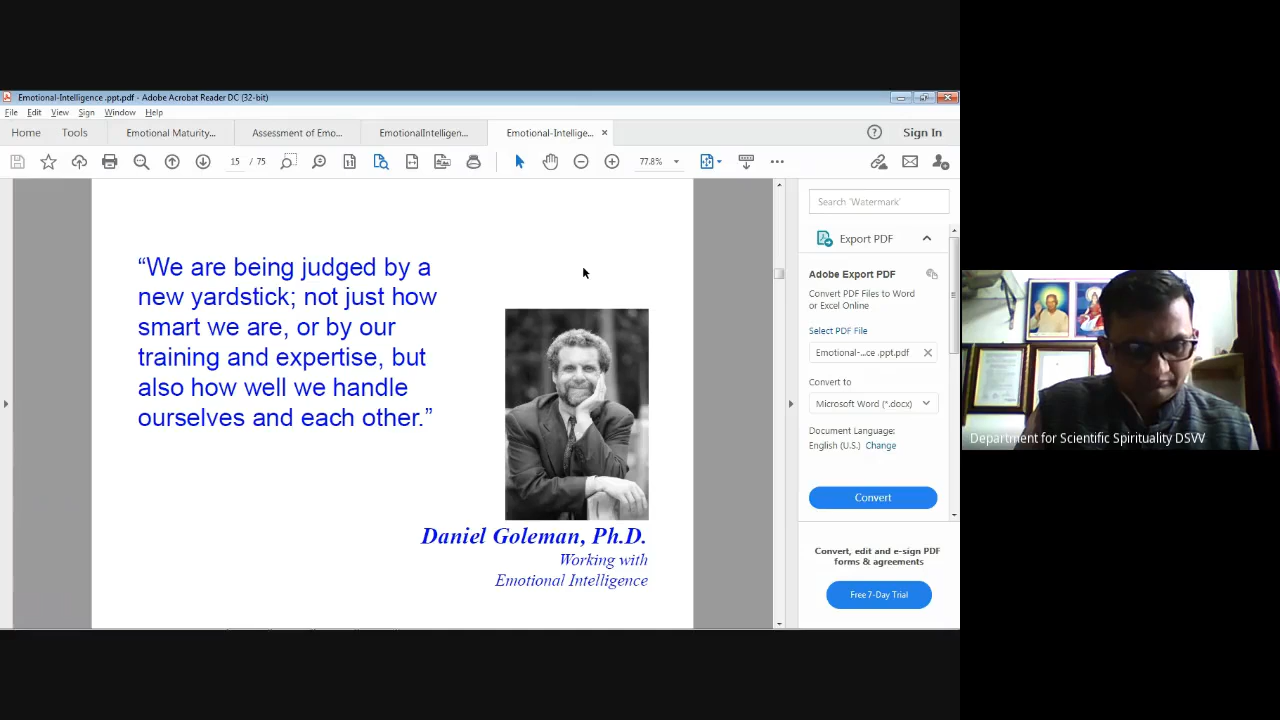 Emotional-Intelligence .ppt.pdf - Adobe Acrobat Reader DC (32-bit)
File Edit View Sign Window Help
Home Tools Emotional Maturity... Assessment of Emo... EmotionalIntelligen... Emotional-Intellige... ×
Sign In
15 / 75
77.8%
“We are being judged by a
new yardstick; not just how
smart we are, or by our
training and expertise, but
also how well we handle
ourselves and each other.”
Daniel Goleman, Ph.D.
Working with
Emotional Intelligence
Search 'Watermark'
Export PDF
Adobe Export PDF
Convert PDF Files to Word
or Excel Online
Select PDF File
Emotional-...ce .ppt.pdf
Convert to
Microsoft Word (*.docx)
Document Language:
English (U.S.) Change
Convert
Convert, edit and e-sign PDF
forms & agreements
Free 7-Day Trial
Department for Scientific Spirituality DSVV